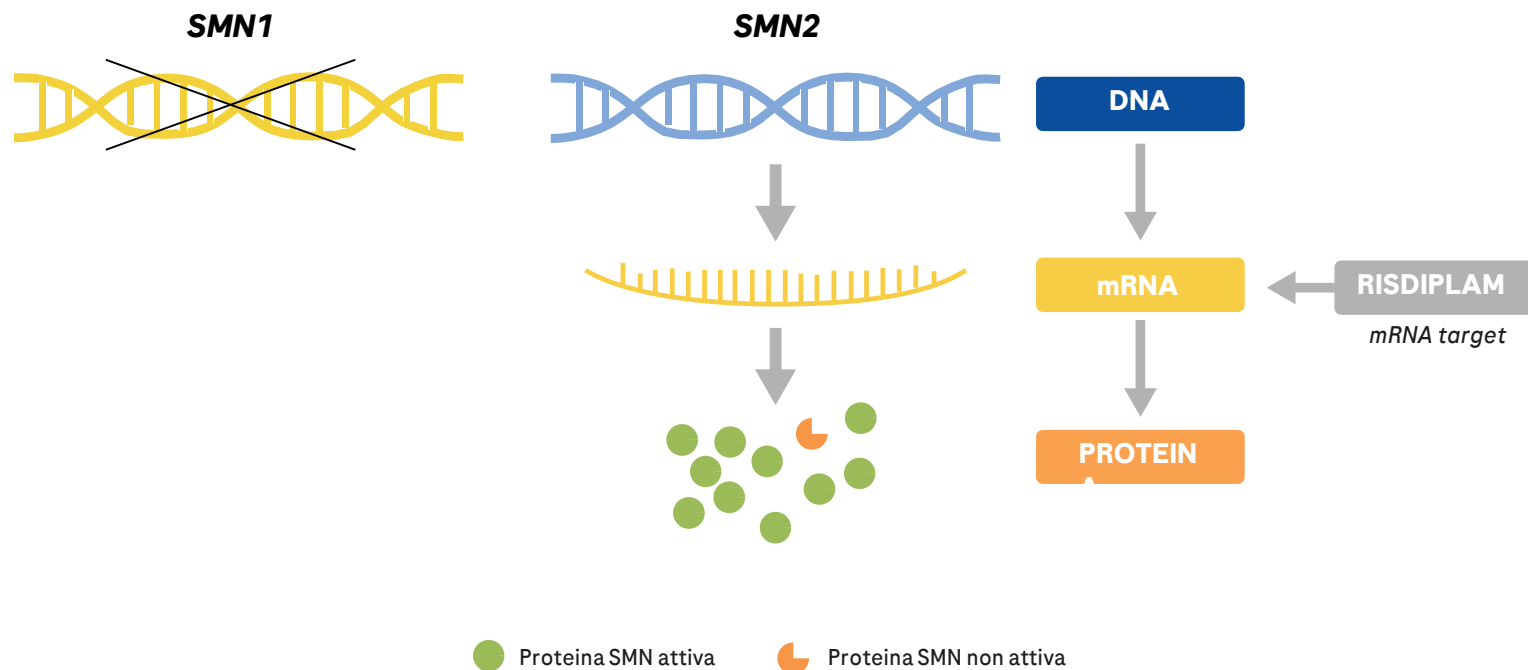 SMN1
SMN2
DNA
mRNA
RISDIPLAM
mRNA target
PROTEIN
A
Proteina SMN attiva
Proteina SMN non attiva